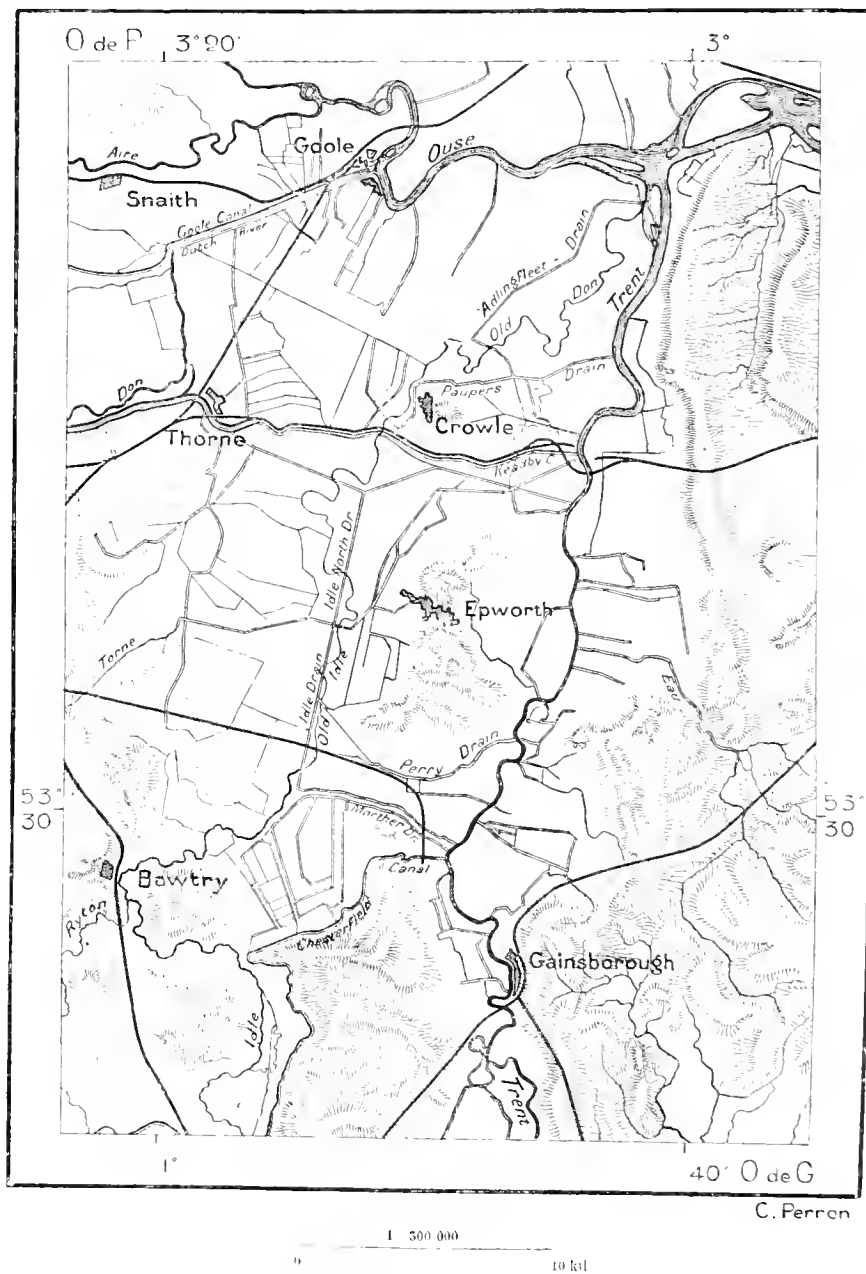 O de P 3°20' 3°
Goole
Ouse
Aire
Snaith
Goole Canal
Dutch River
Adlingfleet Drain
Old Don
Trent
Don
Paupers Drain
Crowle
Thorne
Keadby C.
Idle North Dr.
Epworth
Torne
Idle Drain
Old Idle
Eau
Perry Drain
53° 30
53° 30
Morther Dr.
Bawtry
Canal
Chesterfield
Ryton
Gainsborough
Idle
Trent
1° 40' O de G
C. Perron
1 300 000
0 10 kil